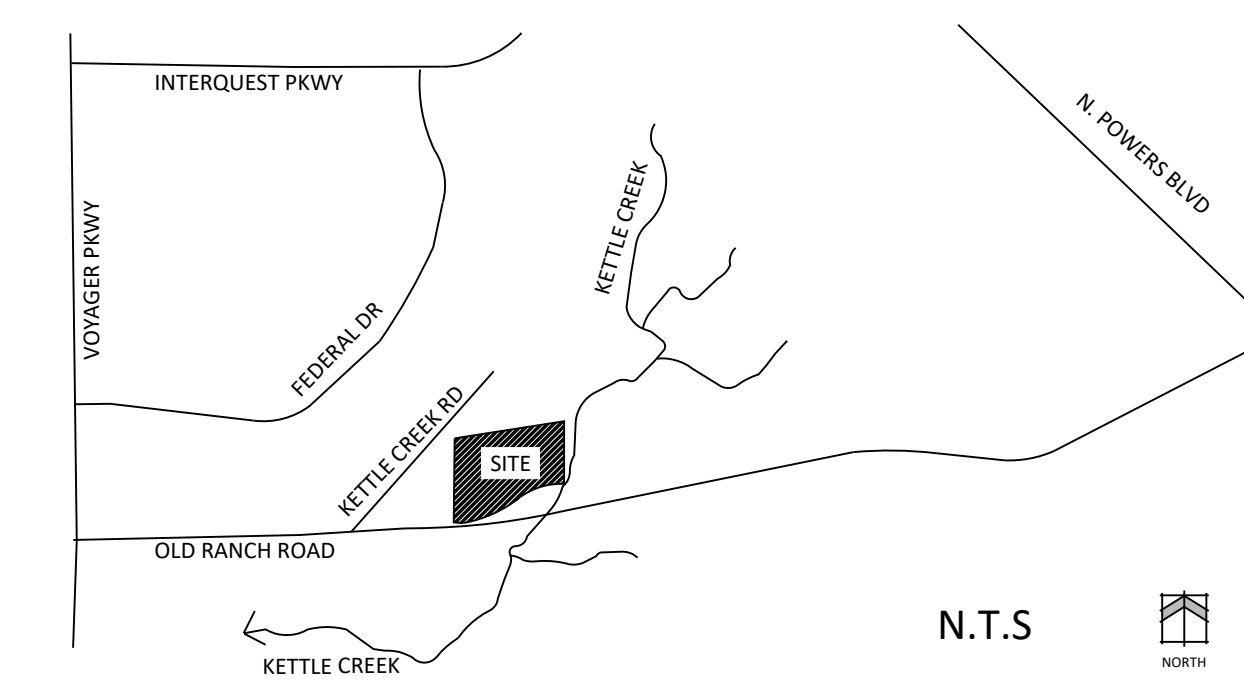 INTERQUEST PKWY
N. POWERS BLVD
KETTLE CREEK
VOYAGER PKWY
FEDERAL DR
KETTLE CREEK RD
SITE
OLD RANCH ROAD
N.T.S
KETTLE CREEK
NORTH